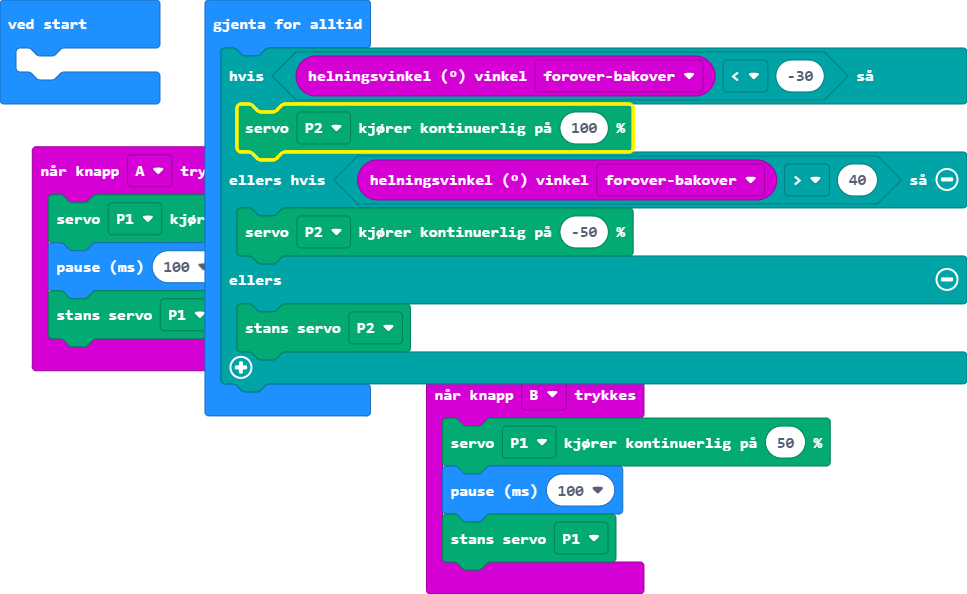 ved start
gjenta for alltid
hvis helningsvinkel (º) vinkel forover-bakover < -30 så
servo P2 kjører kontinuerlig på 100 %
ellers hvis helningsvinkel (º) vinkel forover-bakover > 40 så
servo P2 kjører kontinuerlig på -50 %
ellers
stans servo P2
når knapp A try
servo P1 kjør
pause (ms) 100
stans servo P1
når knapp B trykkes
servo P1 kjører kontinuerlig på 50 %
pause (ms) 100
stans servo P1